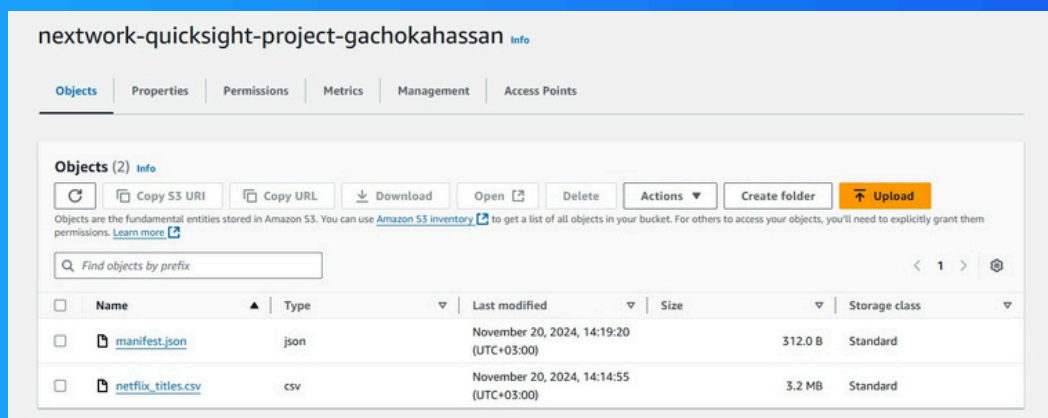 nextwork-quicksight-project-gachokahassan Info
Objects Properties Permissions Metrics Management Access Points
Objects (2) Info
Copy S3 URI Copy URL Download Open Delete Actions Create folder Upload
Objects are the fundamental entities stored in Amazon S3. You can use Amazon S3 inventory to get a list of all objects in your bucket. For others to access your objects, you'll need to explicitly grant them
permissions. Learn more
Find objects by prefix 1
Name Type Last modified Size Storage class
manifest.json json November 20, 2024, 14:19:20 (UTC+03:00) 312.0 B Standard
netflix_titles.csv csv November 20, 2024, 14:14:55 (UTC+03:00) 3.2 MB Standard